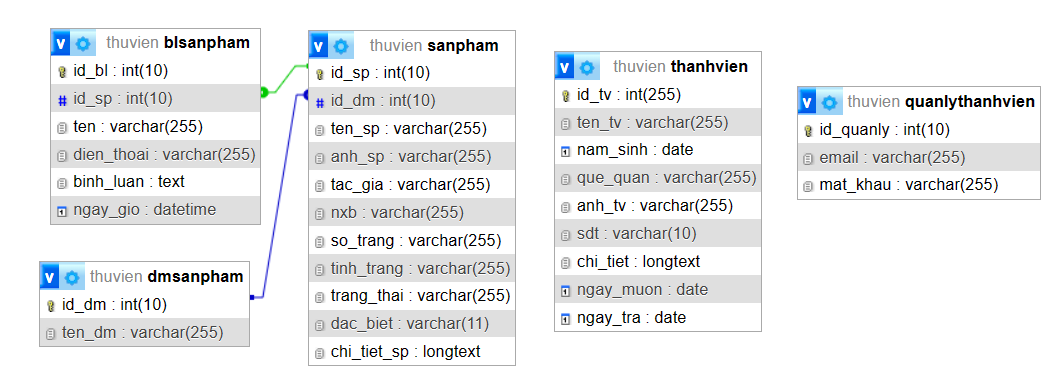 thuvien blsanpham
id_bl : int(10)
id_sp : int(10)
ten : varchar(255)
dien_thoai : varchar(255)
binh_luan : text
ngay_gio : datetime
thuvien dmsanpham
id_dm : int(10)
ten_dm : varchar(255)
thuvien sanpham
id_sp : int(10)
id_dm : int(10)
ten_sp : varchar(255)
anh_sp : varchar(255)
tac_gia : varchar(255)
nxb : varchar(255)
so_trang : varchar(255)
tinh_trang : varchar(255)
trang_thai : varchar(255)
dac_biet : varchar(11)
chi_tiet_sp : longtext
thuvien thanhvien
id_tv : int(255)
ten_tv : varchar(255)
nam_sinh : date
que_quan : varchar(255)
anh_tv : varchar(255)
sdt : varchar(10)
chi_tiet : longtext
ngay_muon : date
ngay_tra : date
thuvien quanlythanhvien
id_quanly : int(10)
email : varchar(255)
mat_khau : varchar(255)